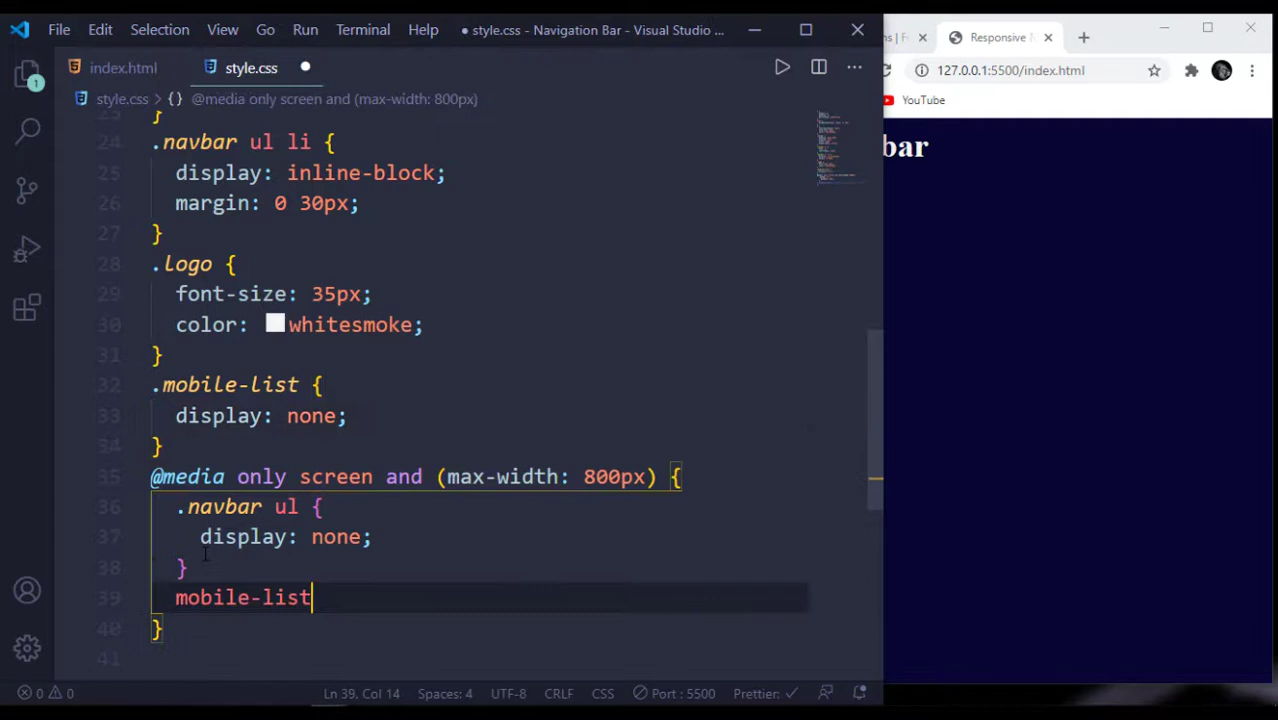 File Edit Selection View Go Run Terminal Help ● style.css - Navigation Bar - Visual Studio ...
index.html style.css ●
style.css > {} @media only screen and (max-width: 800px)
1
23 }
24 .navbar ul li {
25 display: inline-block;
26 margin: 0 30px;
27 }
28 .logo {
29 font-size: 35px;
30 color: whitesmoke;
31 }
32 .mobile-list {
33 display: none;
34 }
35 @media only screen and (max-width: 800px) {
36 .navbar ul {
37 display: none;
38 }
39 mobile-list
40 }
41
0 0 Ln 39, Col 14 Spaces: 4 UTF-8 CRLF CSS Port : 5500 Prettier: ✓
Responsive
127.0.0.1:5500/index.html
YouTube
bar